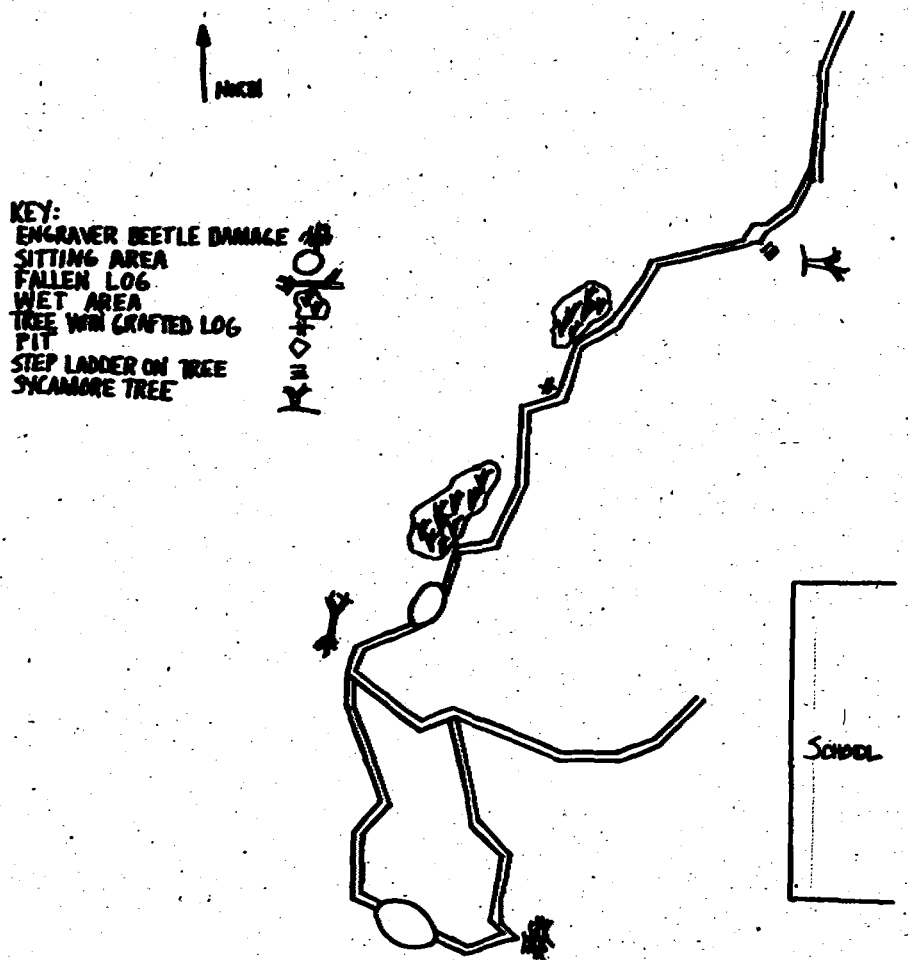 NORTH
KEY:
ENGRAVER BEETLE DAMAGE
SITTING AREA
FALLEN LOG
WET AREA
TREE WITH GRAFTED LOG
PIT
STEP LADDER ON TREE
SYCAMORE TREE
SCHOOL